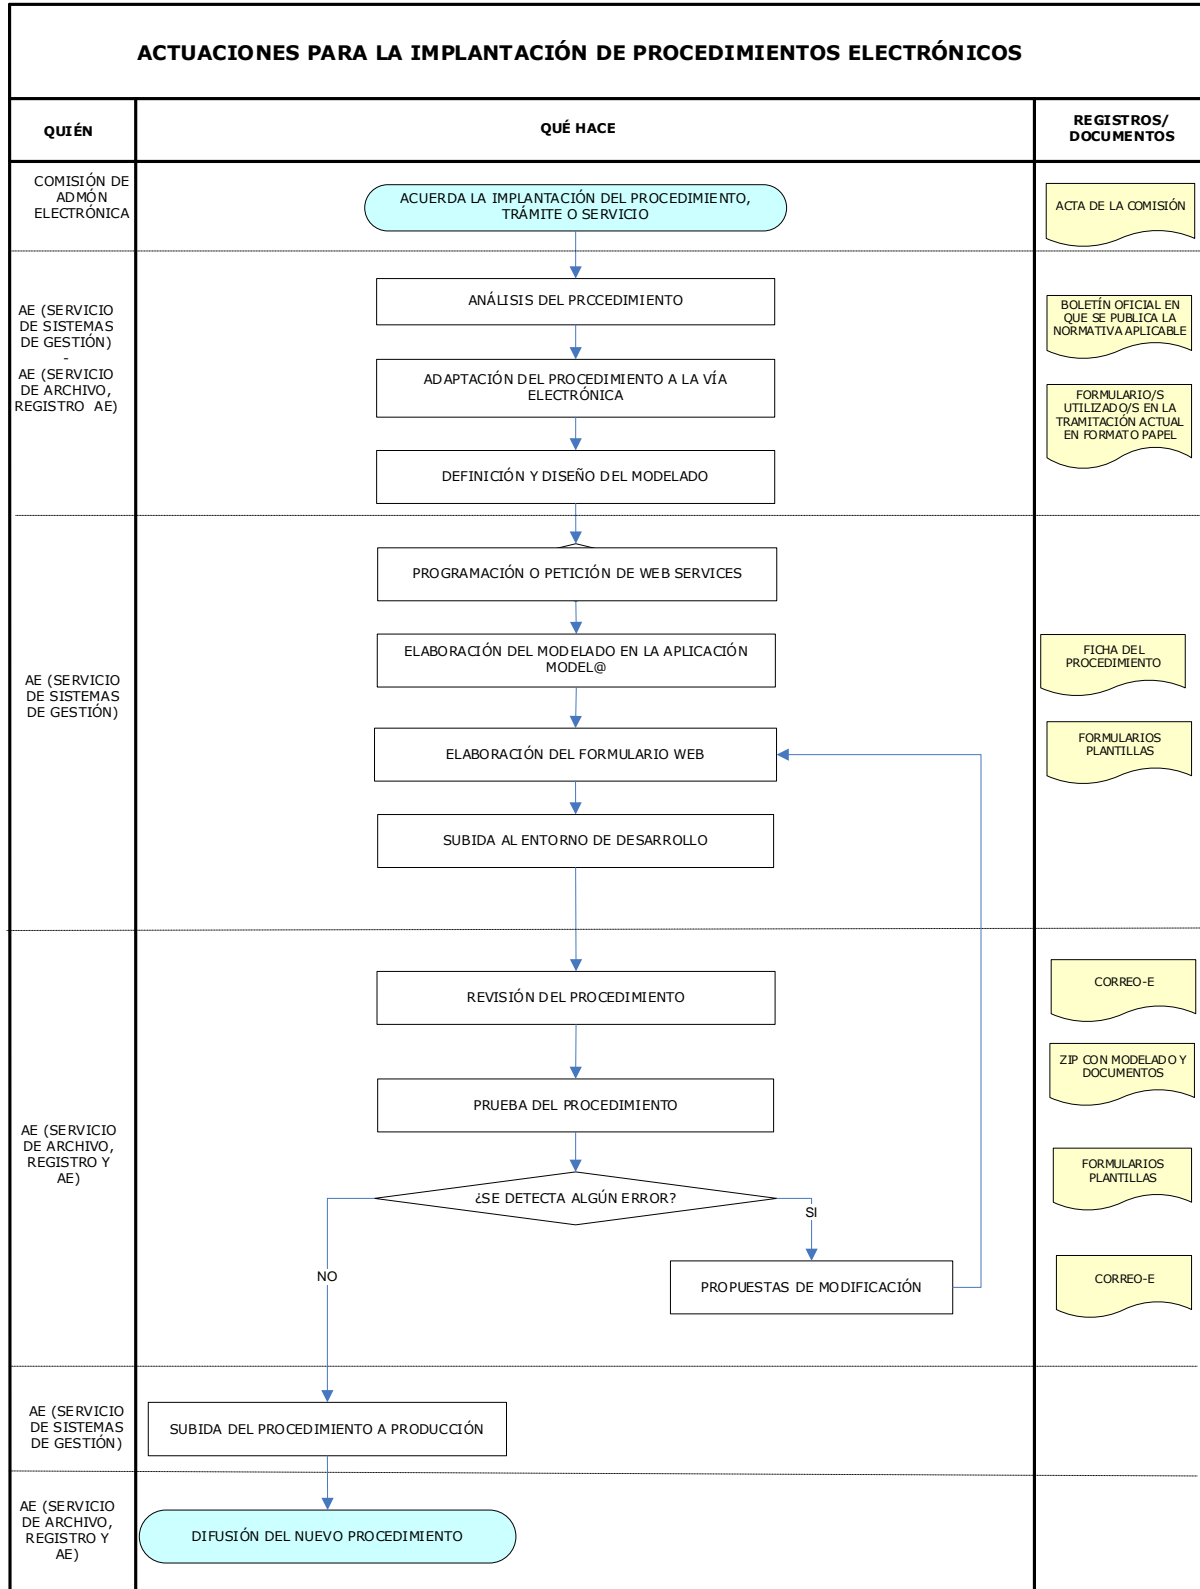 ACTUACIONES PARA LA IMPLANTACIÓN DE PROCEDIMIENTOS ELECTRÓNICOS
QUIÉN
QUÉ HACE
REGISTROS/
DOCUMENTOS
COMISIÓN DE
ADMÓN
ELECTRÓNICA
ACUERDA LA IMPLANTACIÓN DEL PROCEDIMIENTO,
TRÁMITE O SERVICIO
ACTA DE LA COMISIÓN
AE (SERVICIO
DE SISTEMAS
DE GESTIÓN)
-
AE (SERVICIO
DE ARCHIVO,
REGISTRO AE)
ANÁLISIS DEL PRCCEDIMIENTO
ADAPTACIÓN DEL PROCEDIMIENTO A LA VÍA
ELECTRÓNICA
DEFINICIÓN Y DISEÑO DEL MODELADO
BOLETÍN OFICIAL EN
QUE SE PUBLICA LA
NORMATIVA APLICABLE
FORMULARIO/S
UTILIZADO/S EN LA
TRAMITACIÓN ACTUAL
EN FORMATO PAPEL
AE (SERVICIO
DE SISTEMAS
DE GESTIÓN)
PROGRAMACIÓN O PETICIÓN DE WEB SERVICES
ELABORACIÓN DEL MODELADO EN LA APLICACIÓN
MODEL@
ELABORACIÓN DEL FORMULARIO WEB
SUBIDA AL ENTORNO DE DESARROLLO
FICHA DEL
PROCEDIMIENTO
FORMULARIOS
PLANTILLAS
AE (SERVICIO
DE ARCHIVO,
REGISTRO Y
AE)
REVISIÓN DEL PROCEDIMIENTO
PRUEBA DEL PROCEDIMIENTO
¿SE DETECTA ALGÚN ERROR?
SI
NO
PROPUESTAS DE MODIFICACIÓN
CORREO-E
ZIP CON MODELADO Y
DOCUMENTOS
FORMULARIOS
PLANTILLAS
CORREO-E
AE (SERVICIO
DE SISTEMAS
DE GESTIÓN)
SUBIDA DEL PROCEDIMIENTO A PRODUCCIÓN
AE (SERVICIO
DE ARCHIVO,
REGISTRO Y
AE)
DIFUSIÓN DEL NUEVO PROCEDIMIENTO